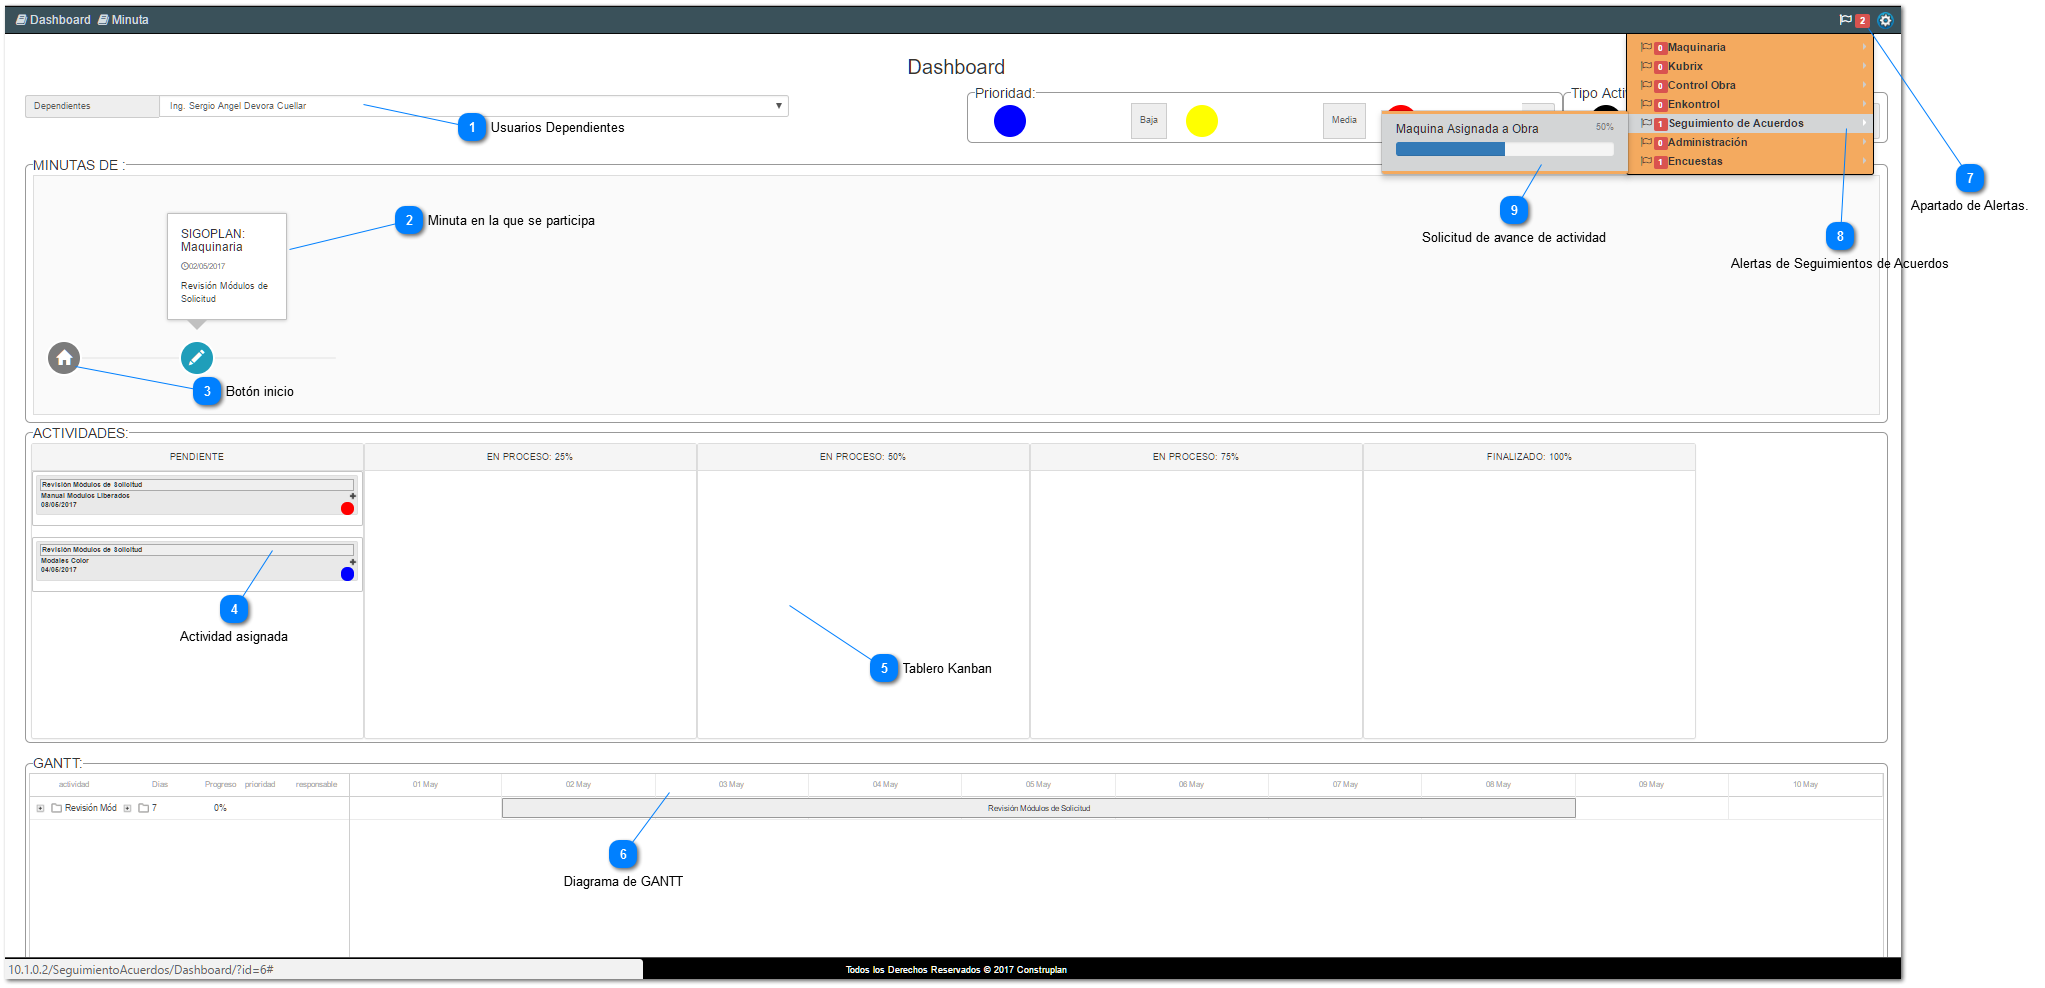 Dashboard Minuta
2
Dashboard
Dependientes Ing. Sergio Angel Devora Cuellar
1 Usuarios Dependientes
Prioridad:
Baja
Media
Tipo Acti
0 Maquinaria
0 Kubrix
0 Control Obra
0 Enkontrol
1 Seguimiento de Acuerdos
0 Administración
1 Encuestas
Maquina Asignada a Obra 50%
7
Apartado de Alertas.
8
Alertas de Seguimientos de Acuerdos
9
Solicitud de avance de actividad
MINUTAS DE :
SIGOPLAN:
Maquinaria
02/05/2017
Revisión Módulos de
Solicitud
2 Minuta en la que se participa
3 Botón inicio
ACTIVIDADES:
PENDIENTE EN PROCESO: 25% EN PROCESO: 50% EN PROCESO: 75% FINALIZADO: 100%
Revisión Módulos de Solicitud
Manual Modulos Liberados
08/05/2017
Revisión Módulos de Solicitud
Modales Color
04/05/2017
4
Actividad asignada
5 Tablero Kanban
GANTT:
actividad Días Progreso prioridad responsable 01 May 02 May 03 May 04 May 05 May 06 May 07 May 08 May 09 May 10 May
Revisión Mód 7 0% Revisión Módulos de Solicitud
6
Diagrama de GANTT
10.1.0.2/SeguimientoAcuerdos/Dashboard/?id=6#
Todos los Derechos Reservados © 2017 Construplan